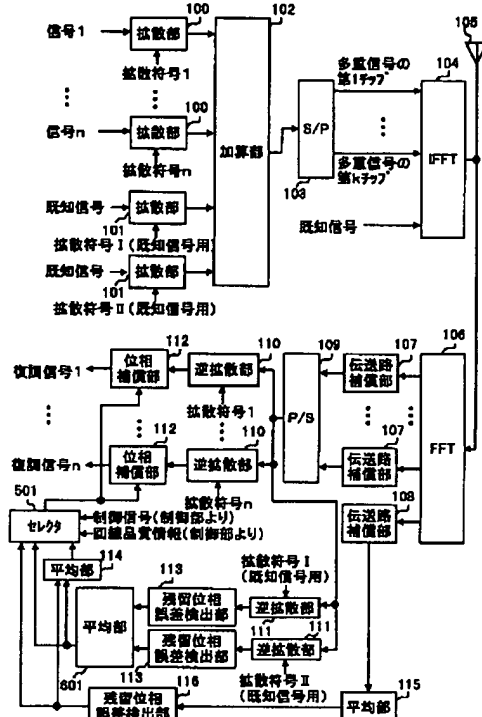 信号1
100
拡散部
拡散符号1
信号n
100
拡散部
拡散符号n
既知信号
101
拡散部
拡散符号Ⅰ(既知信号用)
既知信号
101
拡散部
拡散符号Ⅱ(既知信号用)
102
加算部
S/P
103
多重信号の
第1チップ
多重信号の
第kチップ
既知信号
104
IFFT
105
106
FFT
107
伝送路
補償部
107
伝送路
補償部
108
伝送路
補償部
109
P/S
110
逆拡散部
拡散符号1
110
逆拡散部
拡散符号n
112
位相
補償部
復調信号1
112
位相
補償部
復調信号n
501
セレクタ
制御信号(制御部より)
回線品質情報(制御部より)
114
平均部
601
平均部
113
残留位相
誤差検出部
残留位相
誤差検出部
113
拡散符号Ⅰ
(既知信号用)
逆拡散部
111
逆拡散部
111
拡散符号Ⅱ
(既知信号用)
115
平均部
116
残留位相
誤差検出部